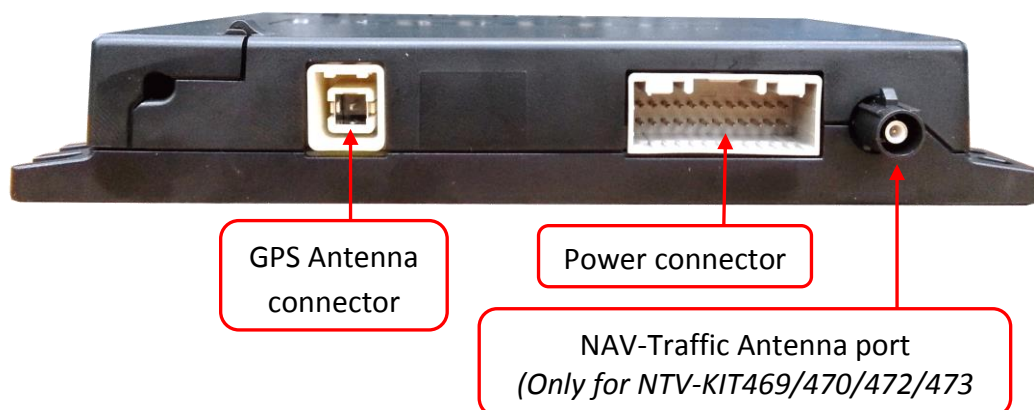 GPS Antenna
connector
Power connector
NAV-Traffic Antenna port
(Only for NTV-KIT469/470/472/473